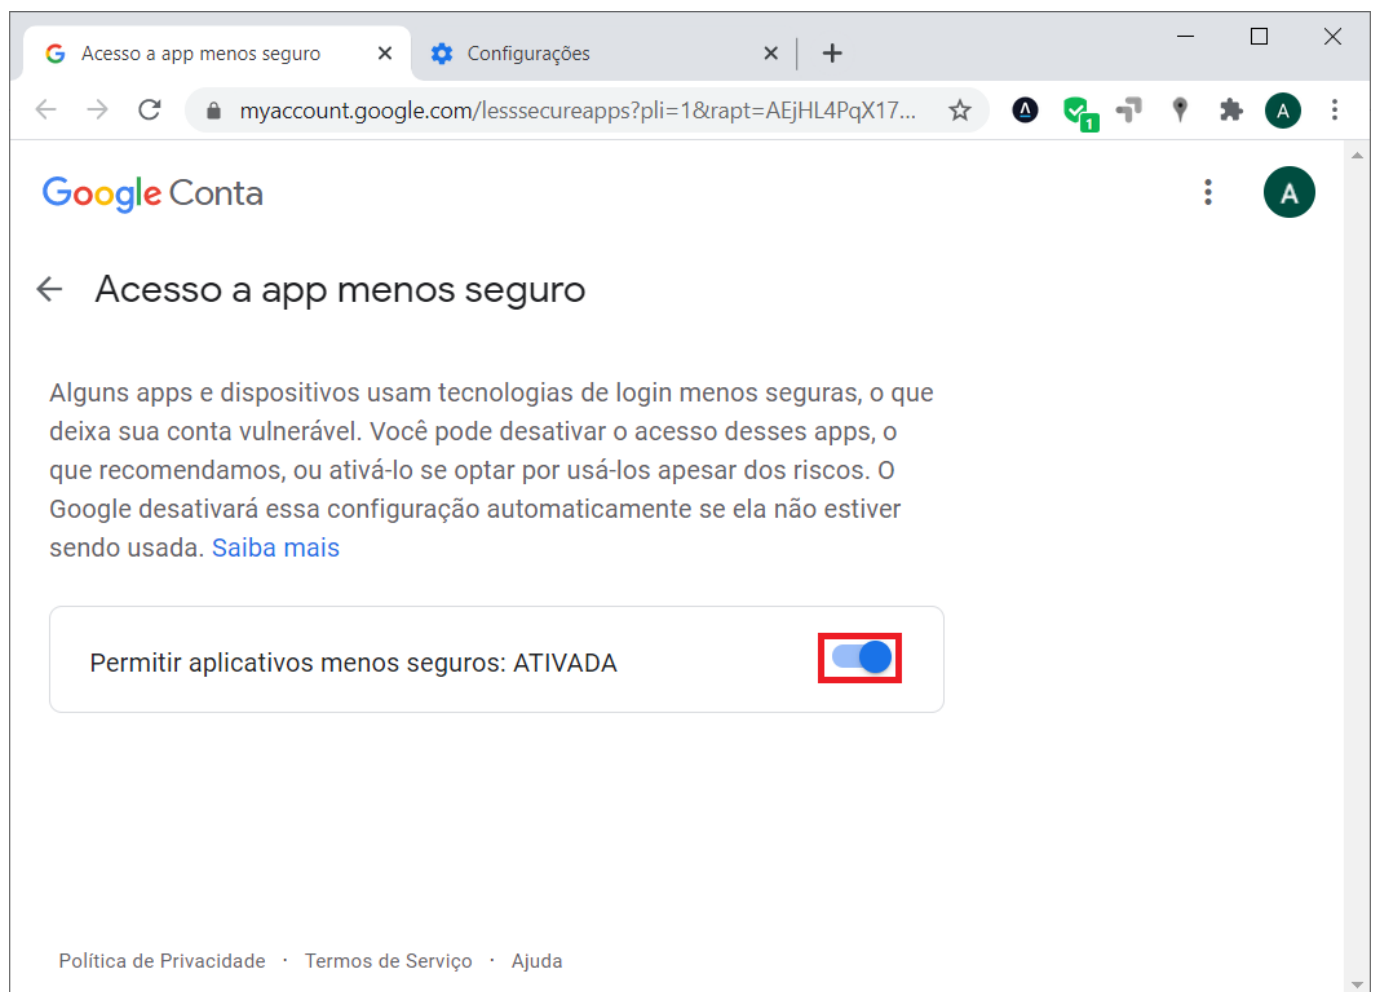 Acesso a app menos seguro
Configurações
myaccount.google.com/lesssecureapps?pli=1&rapt=AEjHL4PqX17...
1
A
Google Conta
A
Acesso a app menos seguro
Alguns apps e dispositivos usam tecnologias de login menos seguras, o que
deixa sua conta vulnerável. Você pode desativar o acesso desses apps, o
que recomendamos, ou ativá-lo se optar por usá-los apesar dos riscos. O
Google desativará essa configuração automaticamente se ela não estiver
sendo usada. Saiba mais
Permitir aplicativos menos seguros: ATIVADA
Política de Privacidade · Termos de Serviço · Ajuda